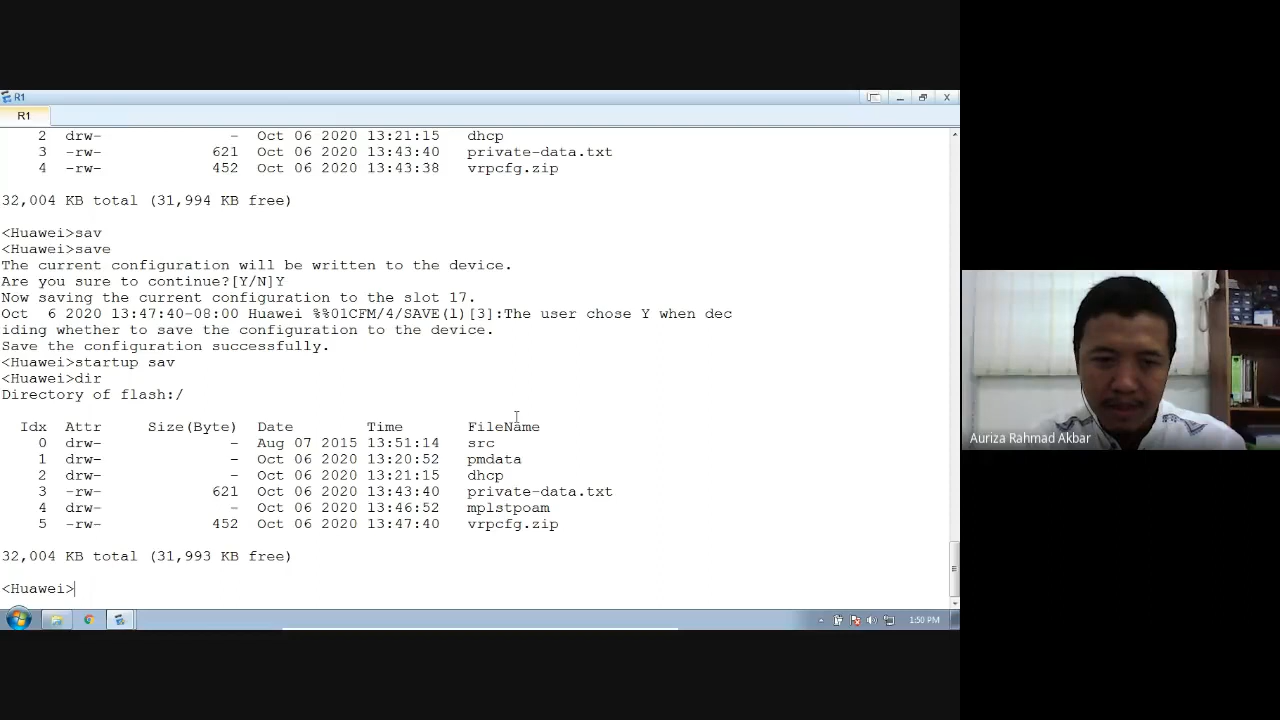 R1
R1
2 drw- - Oct 06 2020 13:21:15 dhcp
3 -rw- 621 Oct 06 2020 13:43:40 private-data.txt
4 -rw- 452 Oct 06 2020 13:43:38 vrpcfg.zip
32,004 KB total (31,994 KB free)
<Huawei>sav
<Huawei>save
The current configuration will be written to the device.
Are you sure to continue?[Y/N]Y
Now saving the current configuration to the slot 17.
Oct 6 2020 13:47:40-08:00 Huawei %%01CFM/4/SAVE(l)[3]:The user chose Y when dec
iding whether to save the configuration to the device.
Save the configuration successfully.
<Huawei>startup sav
<Huawei>dir
Directory of flash:/
Idx Attr Size(Byte) Date Time FileName
0 drw- - Aug 07 2015 13:51:14 src
1 drw- - Oct 06 2020 13:20:52 pmdata
2 drw- - Oct 06 2020 13:21:15 dhcp
3 -rw- 621 Oct 06 2020 13:43:40 private-data.txt
4 drw- - Oct 06 2020 13:46:52 mplstpoam
5 -rw- 452 Oct 06 2020 13:47:40 vrpcfg.zip
32,004 KB total (31,993 KB free)
<Huawei>
1:50 PM
Auriza Rahmad Akbar